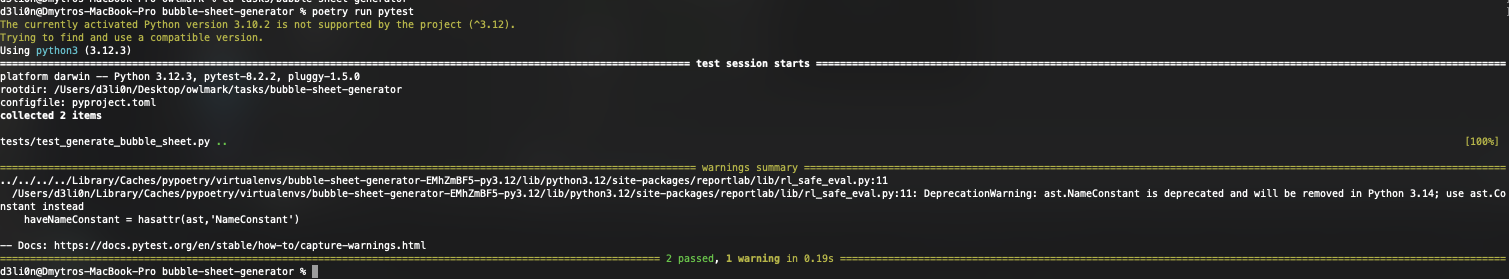 d3li0n@Dmytros-MacBook-Pro bubble-sheet-generator % poetry run pytest
The currently activated Python version 3.10.2 is not supported by the project (^3.12).
Trying to find and use a compatible version.
Using python3 (3.12.3)
test session starts
platform darwin -- Python 3.12.3, pytest-8.2.2, pluggy-1.5.0
rootdir: /Users/d3li0n/Desktop/owlmark/tasks/bubble-sheet-generator
configfile: pyproject.toml
collected 2 items
tests/test_generate_bubble_sheet.py .. [100%]
warnings summary
../../../../Library/Caches/pypoetry/virtualenvs/bubble-sheet-generator-EMhZmBF5-py3.12/lib/python3.12/site-packages/reportlab/lib/rl_safe_eval.py:11
/Users/d3li0n/Library/Caches/pypoetry/virtualenvs/bubble-sheet-generator-EMhZmBF5-py3.12/lib/python3.12/site-packages/reportlab/lib/rl_safe_eval.py:11: DeprecationWarning: ast.NameConstant is deprecated and will be removed in Python 3.14; use ast.Co
nstant instead
haveNameConstant = hasattr(ast,'NameConstant')
-- Docs: https://docs.pytest.org/en/stable/how-to/capture-warnings.html
2 passed, 1 warning in 0.19s
d3li0n@Dmytros-MacBook-Pro bubble-sheet-generator %